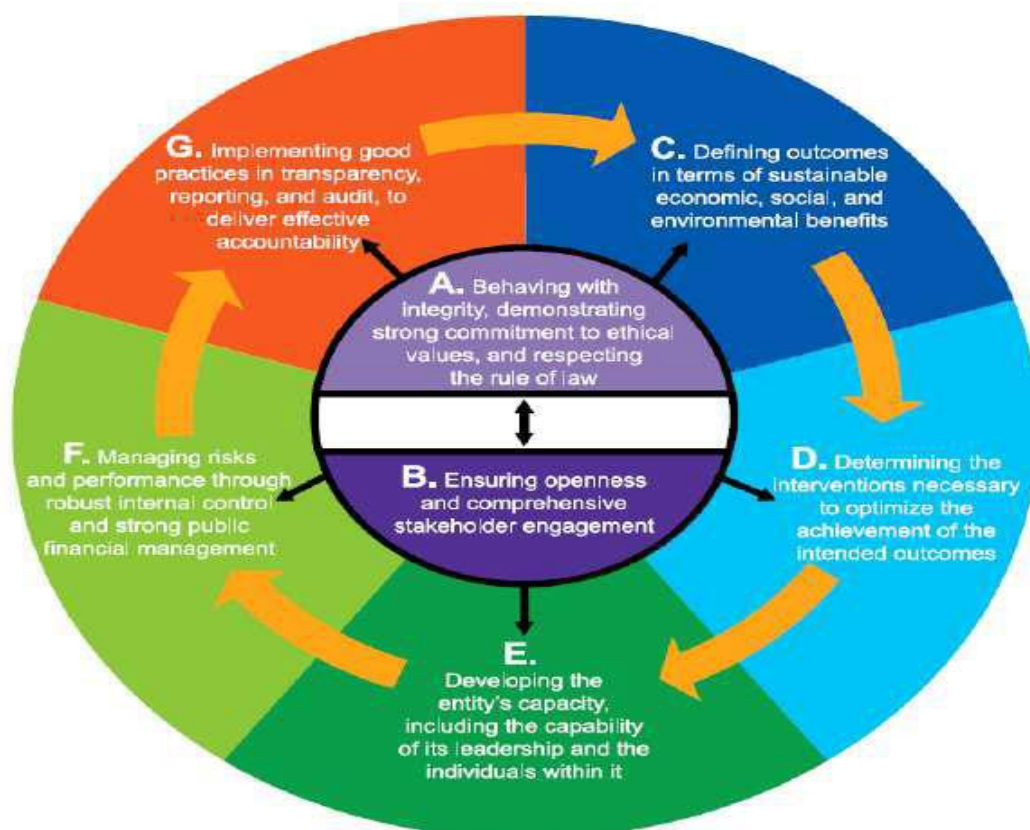 G. Implementing good
practices in transparency,
reporting, and audit, to
deliver effective
accountability
C. Defining outcomes
in terms of sustainable
economic, social, and
environmental benefits
A. Behaving with
integrity, demonstrating
strong commitment to ethical
values, and respecting
the rule of law
B. Ensuring openness
and comprehensive
stakeholder engagement
F. Managing risks
and performance through
robust internal control
and strong public
financial management
D. Determining the
interventions necessary
to optimize the
achievement of the
intended outcomes
E.
Developing the
entity's capacity,
including the capability
of its leadership and the
individuals within it